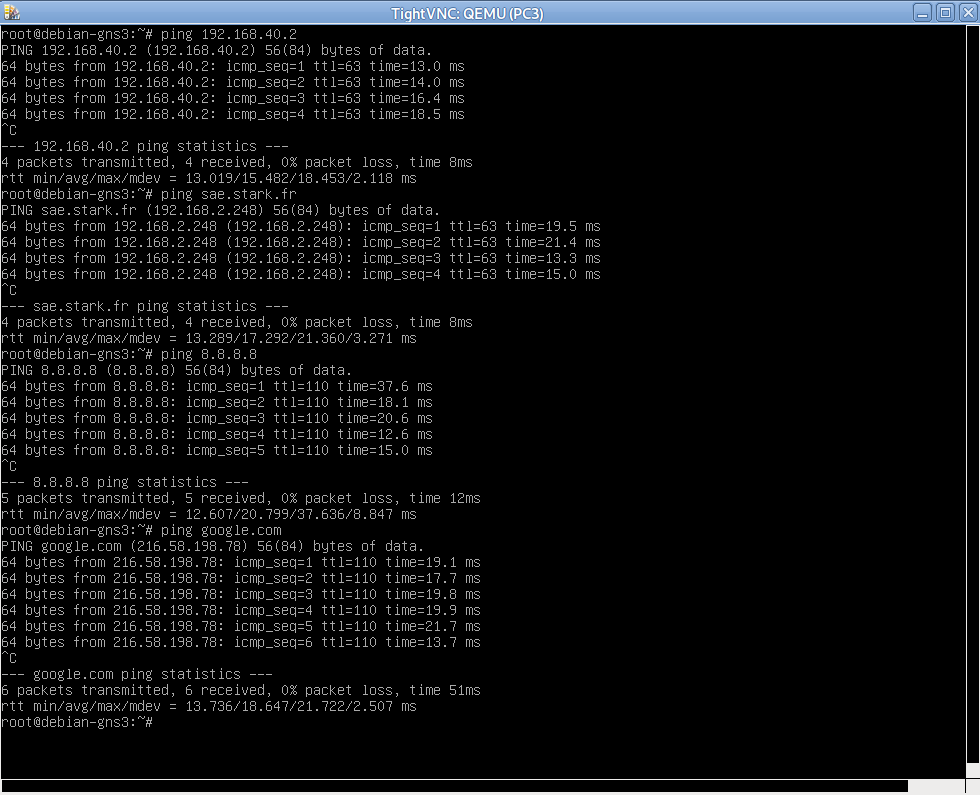 TightVNC: QEMU (PC3)
root@debian-gns3:~# ping 192.168.40.2
PING 192.168.40.2 (192.168.40.2) 56(84) bytes of data.
64 bytes from 192.168.40.2: icmp_seq=1 ttl=63 time=13.0 ms
64 bytes from 192.168.40.2: icmp_seq=2 ttl=63 time=14.0 ms
64 bytes from 192.168.40.2: icmp_seq=3 ttl=63 time=16.4 ms
64 bytes from 192.168.40.2: icmp_seq=4 ttl=63 time=18.5 ms
^C
--- 192.168.40.2 ping statistics ---
4 packets transmitted, 4 received, 0% packet loss, time 8ms
rtt min/avg/max/mdev = 13.019/15.482/18.453/2.118 ms
root@debian-gns3:~# ping sae.stark.fr
PING sae.stark.fr (192.168.2.248) 56(84) bytes of data.
64 bytes from 192.168.2.248 (192.168.2.248): icmp_seq=1 ttl=63 time=19.5 ms
64 bytes from 192.168.2.248 (192.168.2.248): icmp_seq=2 ttl=63 time=21.4 ms
64 bytes from 192.168.2.248 (192.168.2.248): icmp_seq=3 ttl=63 time=13.3 ms
64 bytes from 192.168.2.248 (192.168.2.248): icmp_seq=4 ttl=63 time=15.0 ms
^C
--- sae.stark.fr ping statistics ---
4 packets transmitted, 4 received, 0% packet loss, time 8ms
rtt min/avg/max/mdev = 13.289/17.292/21.360/3.271 ms
root@debian-gns3:~# ping 8.8.8.8
PING 8.8.8.8 (8.8.8.8) 56(84) bytes of data.
64 bytes from 8.8.8.8: icmp_seq=1 ttl=110 time=37.6 ms
64 bytes from 8.8.8.8: icmp_seq=2 ttl=110 time=18.1 ms
64 bytes from 8.8.8.8: icmp_seq=3 ttl=110 time=20.6 ms
64 bytes from 8.8.8.8: icmp_seq=4 ttl=110 time=12.6 ms
64 bytes from 8.8.8.8: icmp_seq=5 ttl=110 time=15.0 ms
^C
--- 8.8.8.8 ping statistics ---
5 packets transmitted, 5 received, 0% packet loss, time 12ms
rtt min/avg/max/mdev = 12.607/20.799/37.636/8.847 ms
root@debian-gns3:~# ping google.com
PING google.com (216.58.198.78) 56(84) bytes of data.
64 bytes from 216.58.198.78: icmp_seq=1 ttl=110 time=19.1 ms
64 bytes from 216.58.198.78: icmp_seq=2 ttl=110 time=17.7 ms
64 bytes from 216.58.198.78: icmp_seq=3 ttl=110 time=19.8 ms
64 bytes from 216.58.198.78: icmp_seq=4 ttl=110 time=19.9 ms
64 bytes from 216.58.198.78: icmp_seq=5 ttl=110 time=21.7 ms
64 bytes from 216.58.198.78: icmp_seq=6 ttl=110 time=13.7 ms
^C
--- google.com ping statistics ---
6 packets transmitted, 6 received, 0% packet loss, time 51ms
rtt min/avg/max/mdev = 13.736/18.647/21.722/2.507 ms
root@debian-gns3:~#